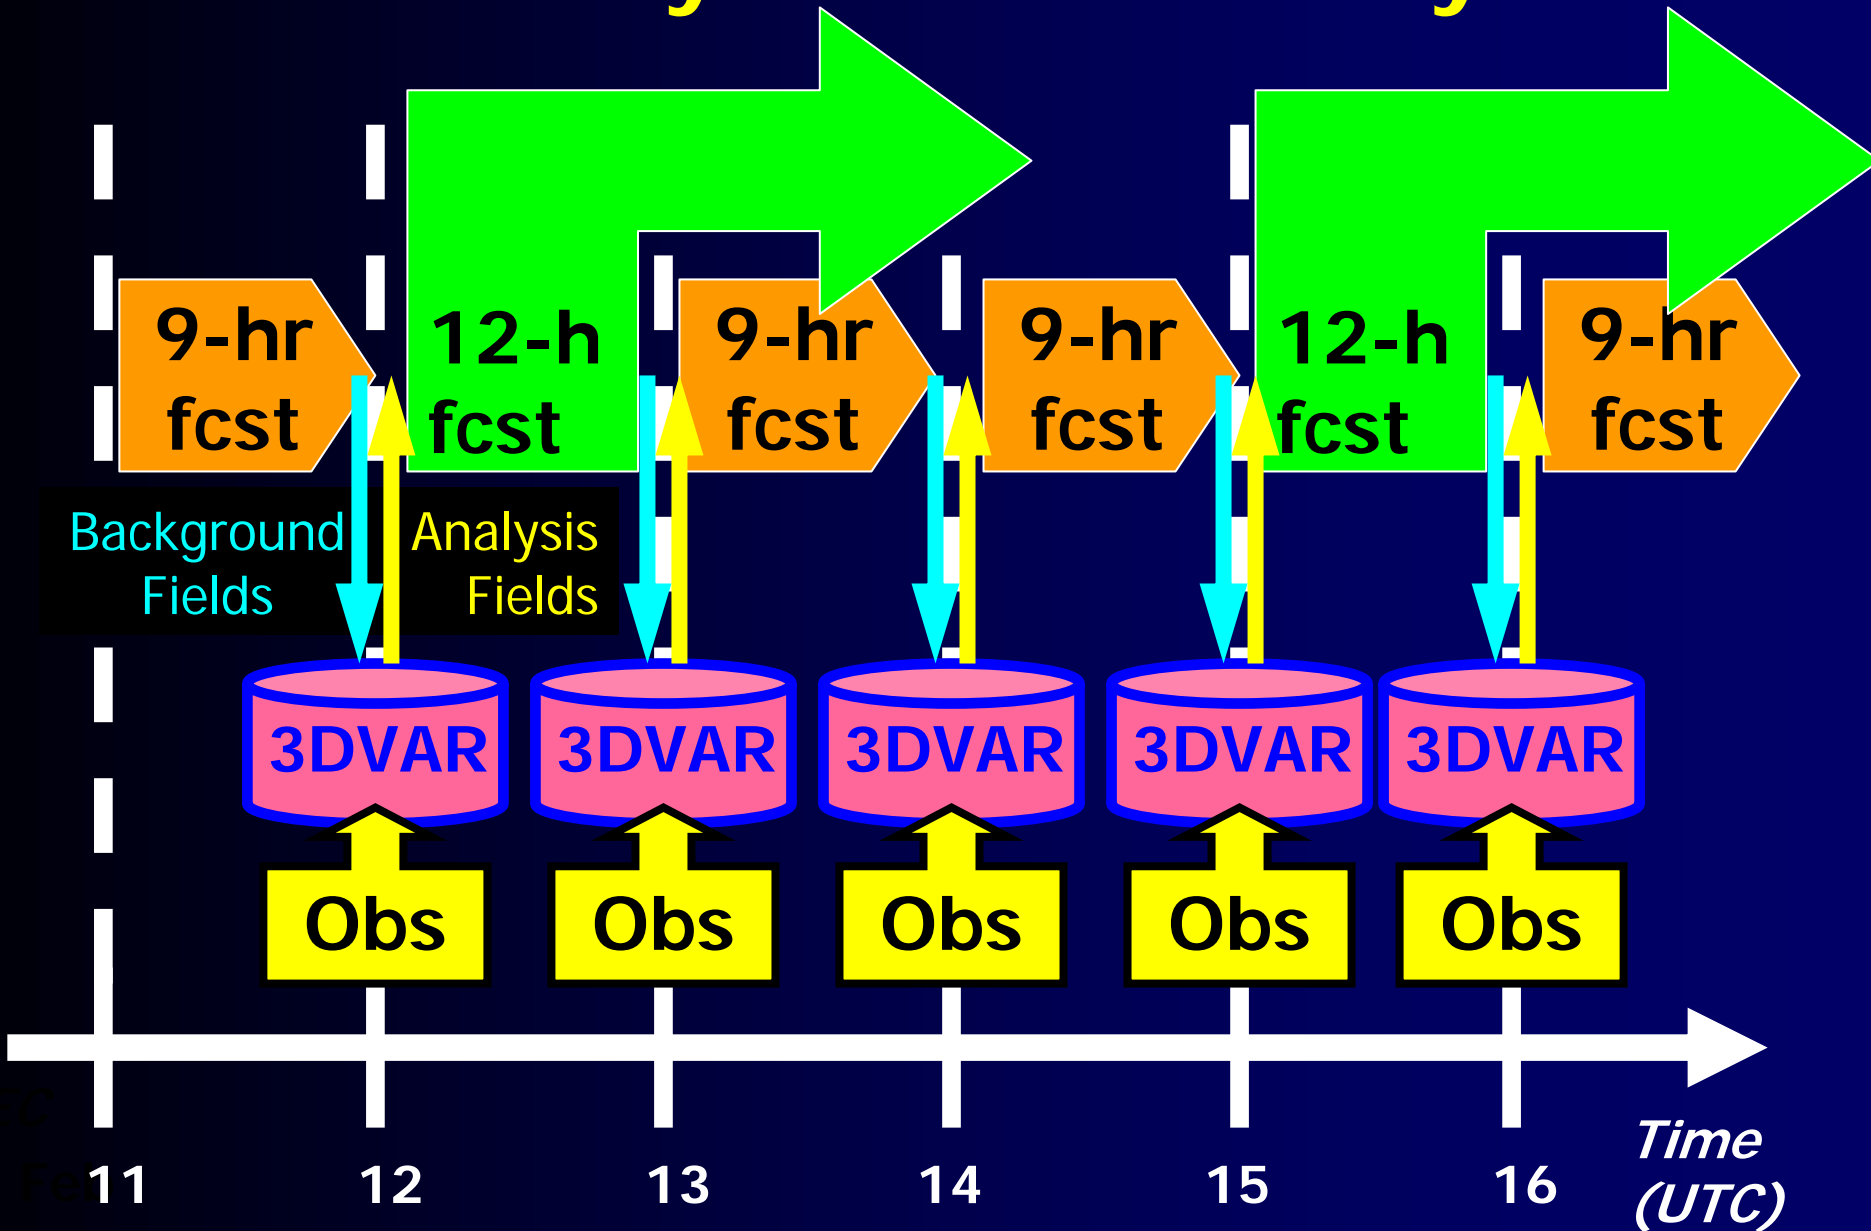 9-hr
fcst
12-h
fcst
9-hr
fcst
9-hr
fcst
12-h
fcst
9-hr
fcst
Background
Fields
Analysis
Fields
3DVAR
3DVAR
3DVAR
3DVAR
3DVAR
Obs
Obs
Obs
Obs
Obs
11
12
13
14
15
16
Time
(UTC)